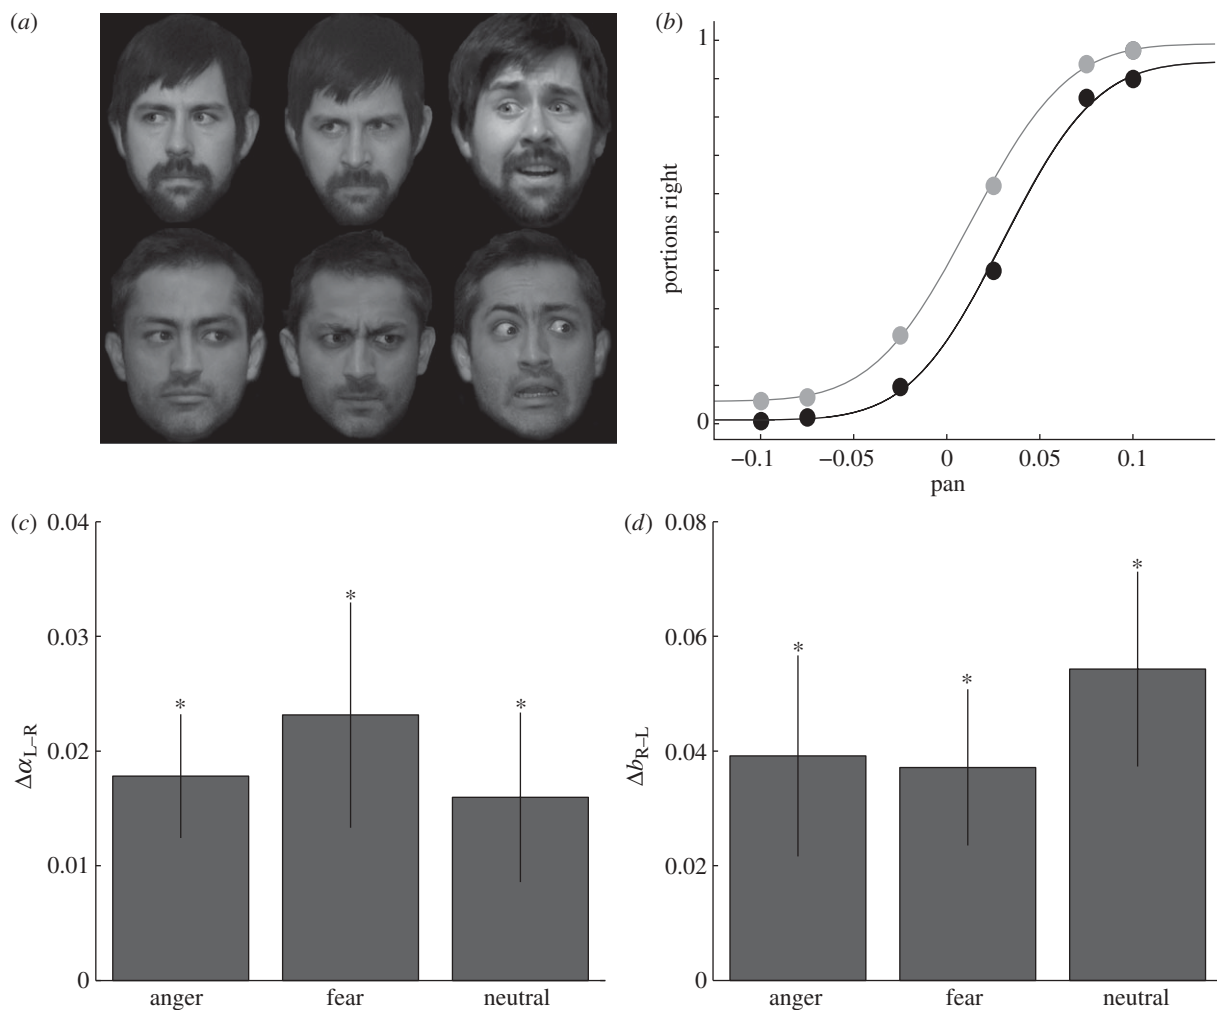 (a)
(b)
1
portions right
0
−0.1
−0.05
0
0.05
0.1
pan
(c)
0.04
0.03
0.02
0.01
0
ΔαL–R
*
*
*
anger
fear
neutral
(d)
0.08
0.06
0.04
0.02
0
ΔbR–L
*
*
*
anger
fear
neutral